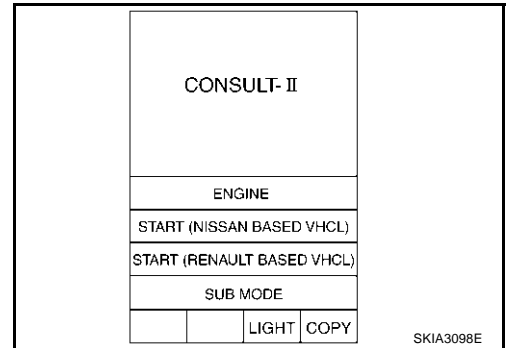 CONSULT-II
ENGINE
START (NISSAN BASED VHCL)
START (RENAULT BASED VHCL)
SUB MODE
LIGHT COPY
SKIA3098E